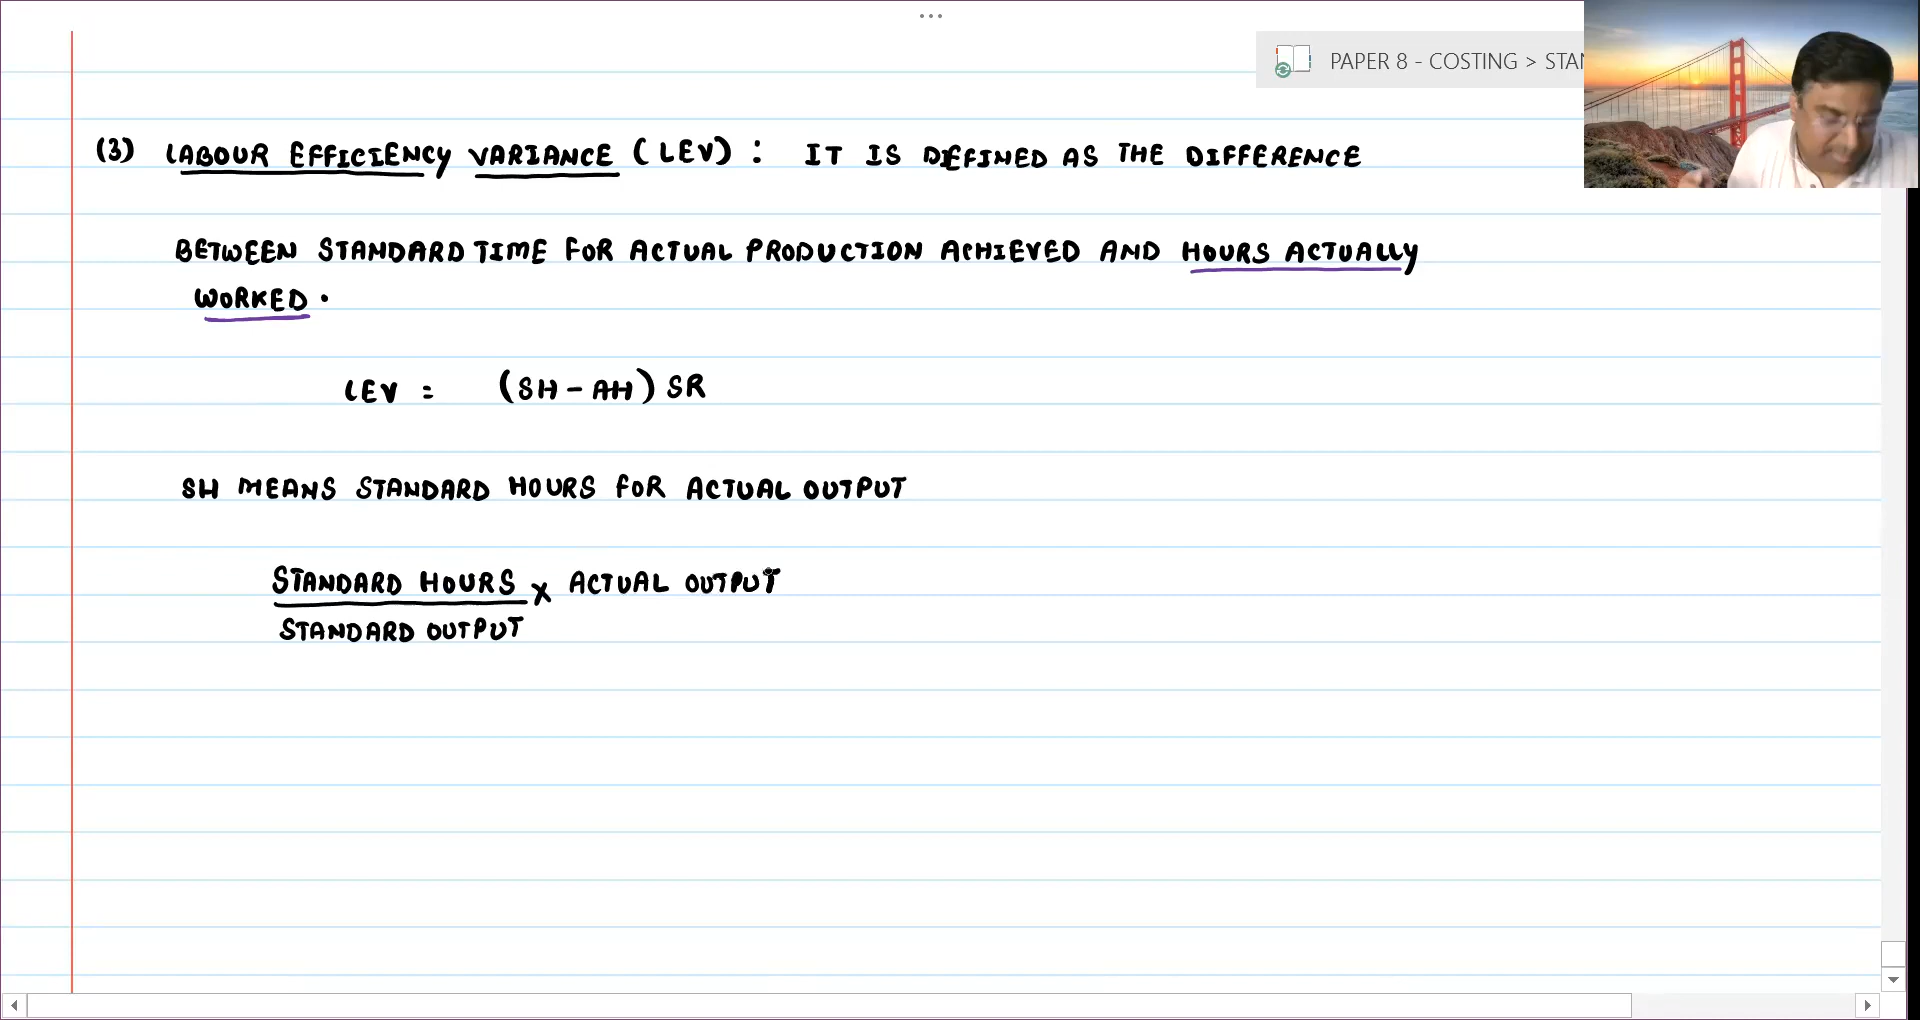 ...
PAPER 8 - COSTING > STAN
(3) LABOUR EFFICIENCY VARIANCE (LEV) : IT IS DEFINED AS THE DIFFERENCE
BETWEEN STANDARD TIME FOR ACTUAL PRODUCTION ACHIEVED AND HOURS ACTUALLY
WORKED .
LEV = (SH - AH) SR
SH MEANS STANDARD HOURS FOR ACTUAL OUTPUT
STANDARD HOURS x ACTUAL OUTPUT
STANDARD OUTPUT